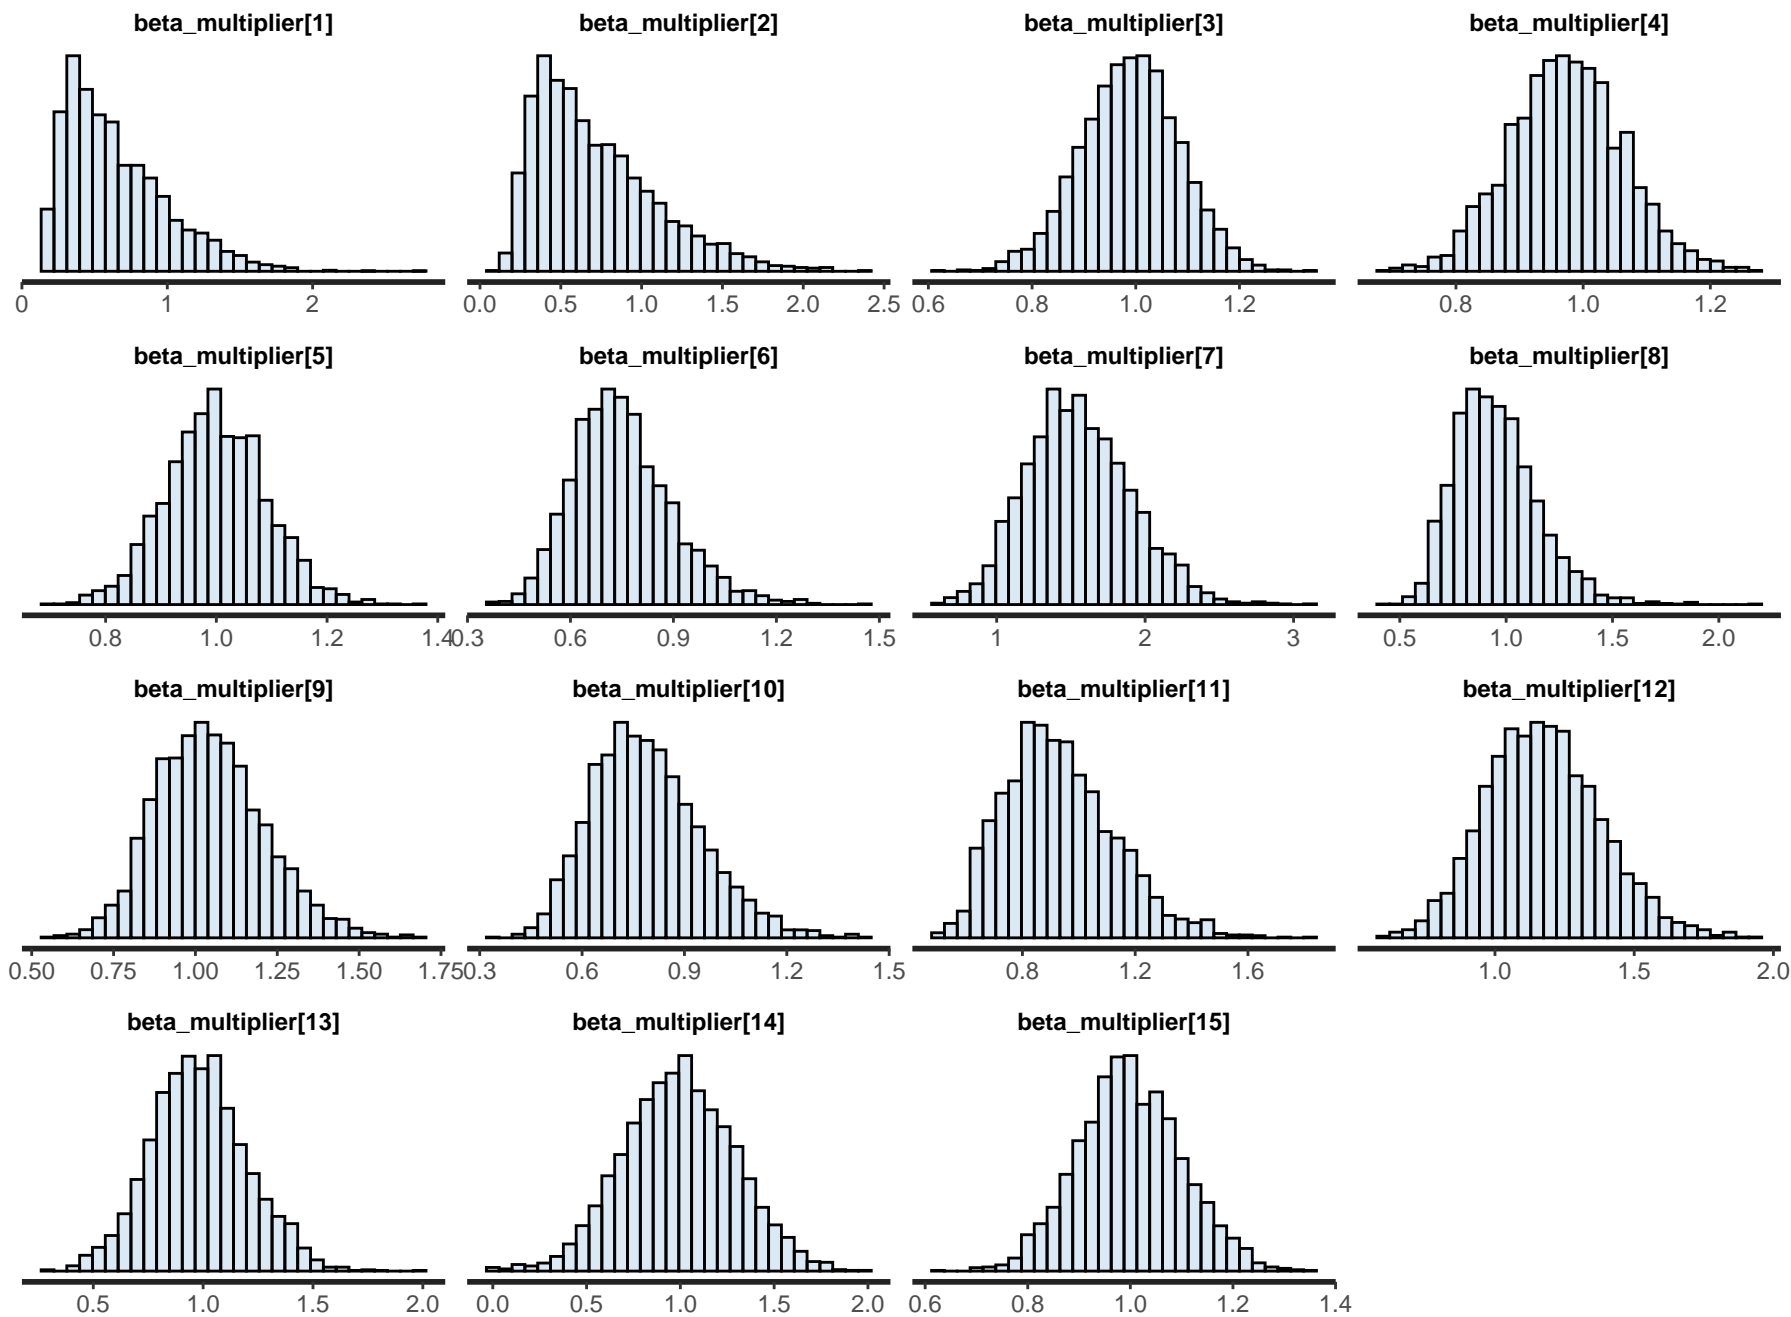 beta_multiplier[1] beta_multiplier[2] beta_multiplier[3] beta_multiplier[4]
0 1 2 0.0 0.5 1.0 1.5 2.0 2.5 0.6 0.8 1.0 1.2 0.8 1.0 1.2
beta_multiplier[5] beta_multiplier[6] beta_multiplier[7] beta_multiplier[8]
0.8 1.0 1.2 1.4 0.3 0.6 0.9 1.2 1.5 1 2 3 0.5 1.0 1.5 2.0
beta_multiplier[9] beta_multiplier[10] beta_multiplier[11] beta_multiplier[12]
0.50 0.75 1.00 1.25 1.50 1.75 0.3 0.6 0.9 1.2 1.5 0.8 1.2 1.6 1.0 1.5 2.0
beta_multiplier[13] beta_multiplier[14] beta_multiplier[15]
0.5 1.0 1.5 2.0 0.0 0.5 1.0 1.5 2.0 0.6 0.8 1.0 1.2 1.4